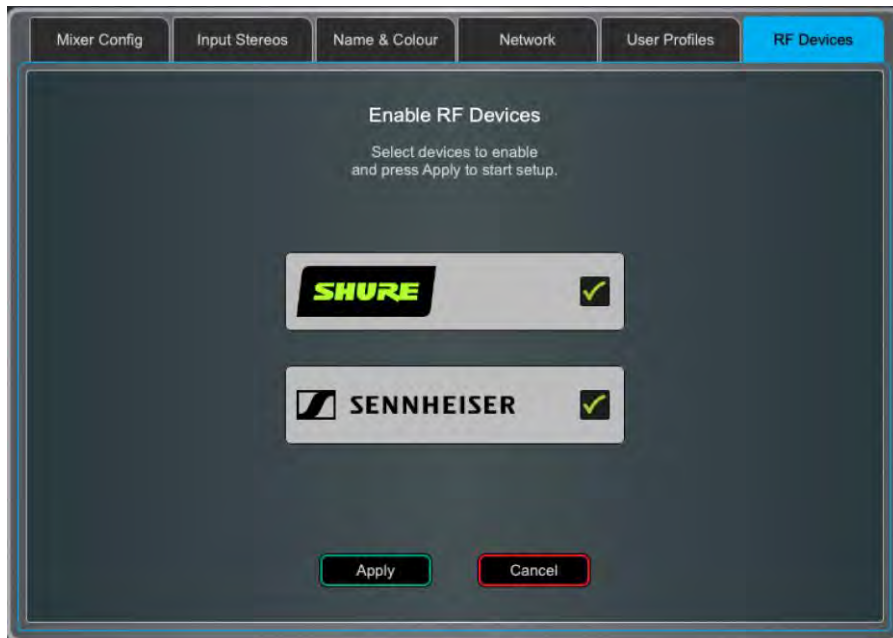 Mixer Config
Input Stereos
Name & Colour
Network
User Profiles
RF Devices
Enable RF Devices
Select devices to enable
and press Apply to start setup.
SHURE
SENNHEISER
Apply
Cancel